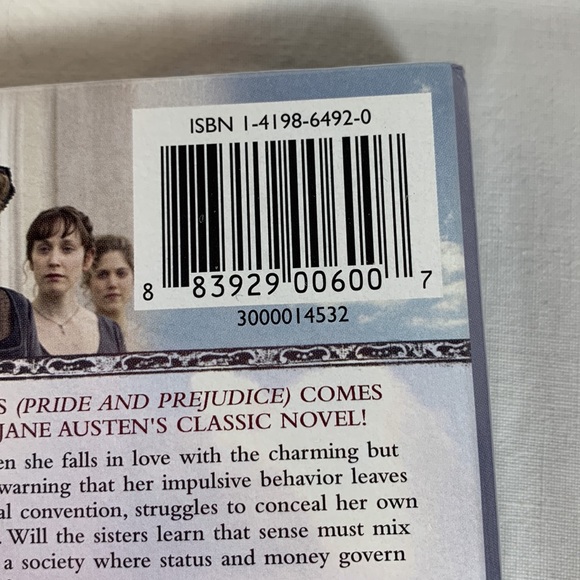 ISBN 1-4198-6492-0
8 83929 00600 7
3000014532
S (PRIDE AND PREJUDICE) COMES
JANE AUSTEN'S CLASSIC NOVEL!
en she falls in love with the charming but
warning that her impulsive behavior leaves
al convention, struggles to conceal her own
. Will the sisters learn that sense must mix
a society where status and money govern